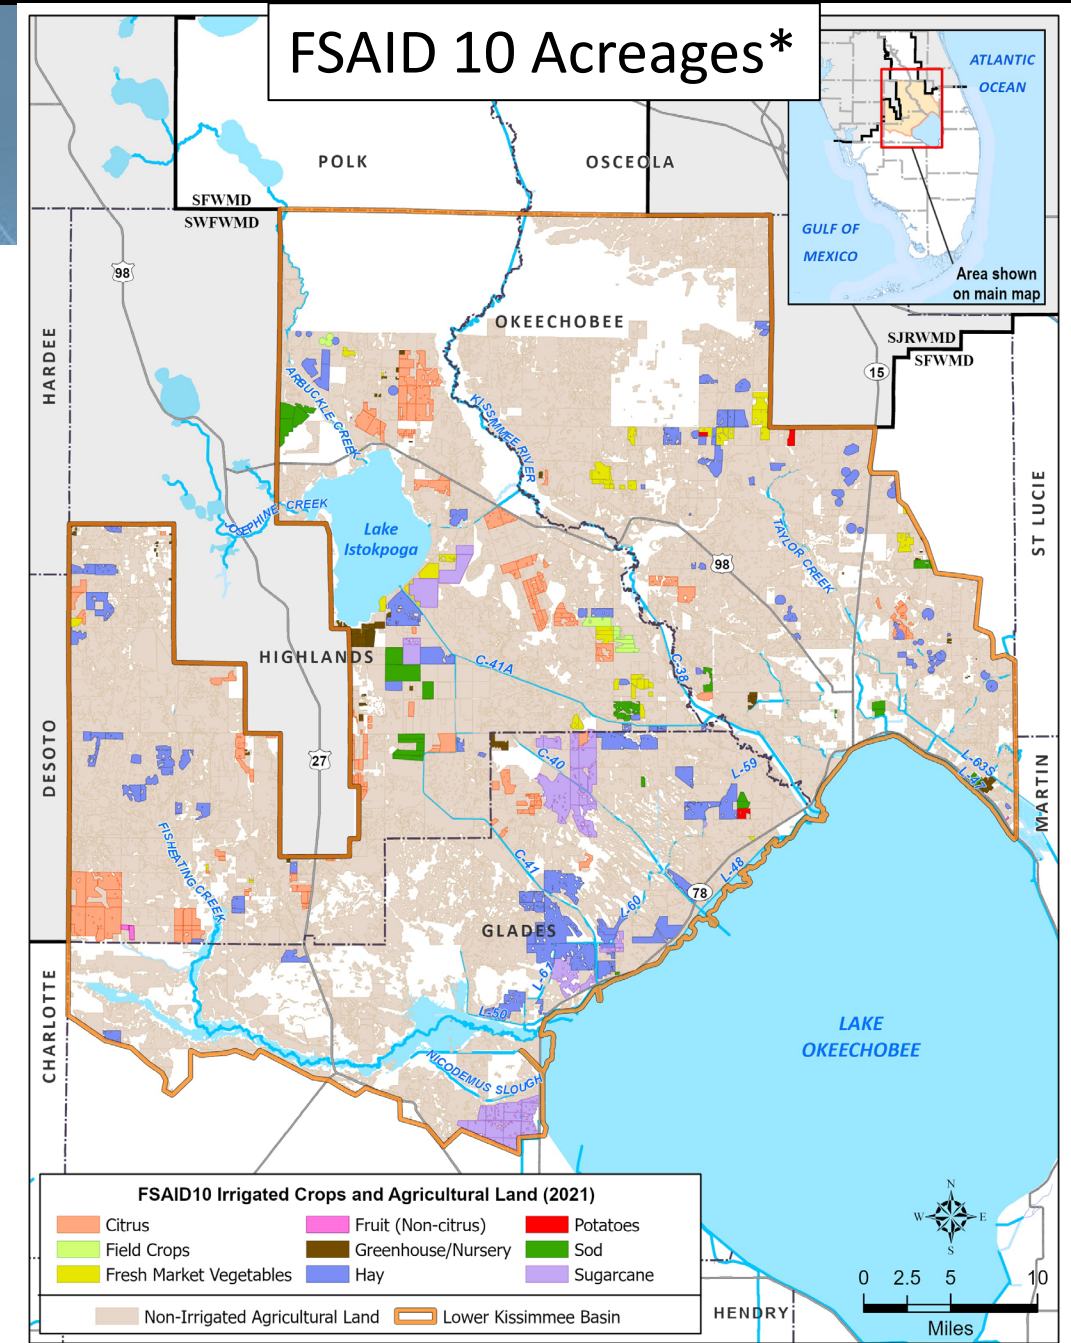 FSAID 10 Acreages*
ATLANTIC
OCEAN
POLK
OSCEOLA
SFWMD
SWFWMD
GULF OF
MEXICO
98
Area shown
on main map
OKEECHOBEE
HARDEE
SJRWMD
SFWMD
15
ARBUCKLE CREEK
KISSIMMEE RIVER
JOSEPHINE CREEK
Lake
Istokpoga
TAYLOR CREEK
ST LUCIE
98
HIGHLANDS
C-41A
C-38
DESOTO
27
C-40
L-59
L-63S
L-47
MARTIN
FISHEATING CREEK
C-41
L-48
78
L-60
GLADES
L-61
CHARLOTTE
L-50
LAKE
OKEECHOBEE
NICODEMUS SLOUGH
FSAID10 Irrigated Crops and Agricultural Land (2021)
Citrus
Fruit (Non-citrus)
Potatoes
Field Crops
Greenhouse/Nursery
Sod
Fresh Market Vegetables
Hay
Sugarcane
Non-Irrigated Agricultural Land
Lower Kissimmee Basin
HENDRY
N
W
E
S
0 2.5 5 10
Miles